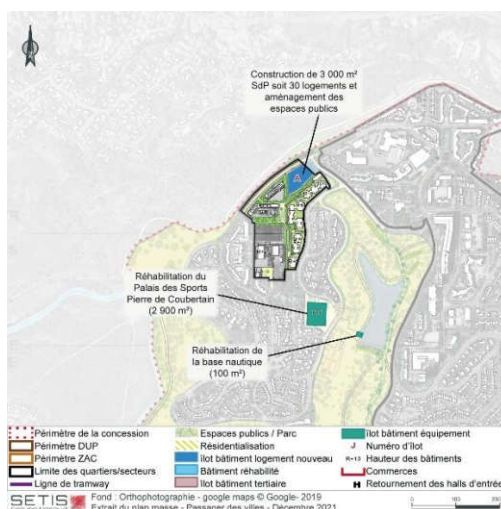 Construction de 3 000 m²
SdP soit 30 logements et
aménagement des
espaces publics
A
Réhabilitation du
Palais des Sports
Pierre de Coubertain
(2 900 m²)
Réhabilitation de
la base nautique
(100 m²)
Périmètre de la concession
Périmètre DUP
Périmètre ZAC
Limite des quartiers/secteurs
Ligne de tramway
Espaces publics / Parc
Résidentialisation
îlot bâtiment logement nouveau
Bâtiment réhabilité
Ilot bâtiment tertiaire
îlot bâtiment équipement
J Numéro d'îlot
R+13 Hauteur des bâtiments
Commerces
H Retournement des halls d'entrée
SETIS
Fond : Orthophotographie - google maps © Google- 2019
Extrait du plan masse - Passager des villes - Décembre 2021
0